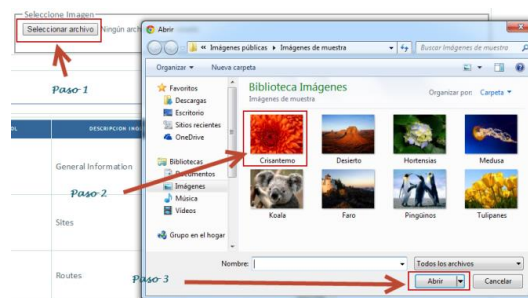 Seleccione Imagen
Seleccionar archivo Ningún arch
Paso 1
DESCRIPCION
General Information
Paso 2
Sites
Routes
Paso 3
Abrir
Imágenes públicas Imágenes de muestra
Buscar Imágenes de muestra
Organizar Nueva carpeta
Favoritos
Descargas
Escritorio
Sitios recientes
OneDrive
Bibliotecas
Documentos
Imágenes
Música
Vídeos
Grupo en el hogar
Biblioteca Imágenes
Imágenes de muestra
Organizar por: Carpeta
Crisantemo Desierto Hortensias Medusa
Koala Faro Pingüinos Tulipanes
Nombre:
Todos los archivos
Abrir Cancelar